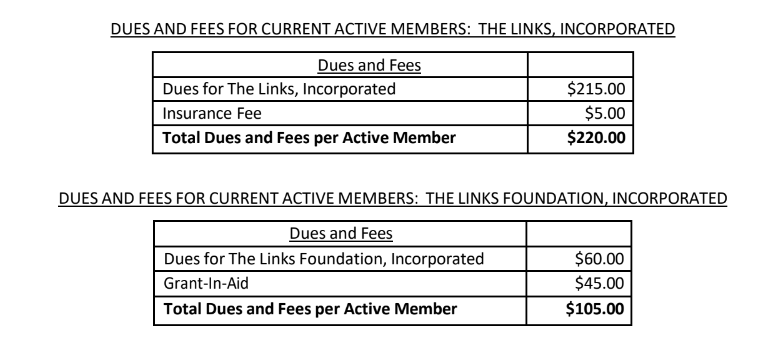 DUES AND FEES FOR CURRENT ACTIVE MEMBERS:  THE LINKS, INCORPORATED
Dues and Fees
Dues for The Links, Incorporated $215.00
Insurance Fee $5.00
Total Dues and Fees per Active Member $220.00
DUES AND FEES FOR CURRENT ACTIVE MEMBERS:  THE LINKS FOUNDATION, INCORPORATED
Dues and Fees
Dues for The Links Foundation, Incorporated $60.00
Grant-In-Aid $45.00
Total Dues and Fees per Active Member $105.00